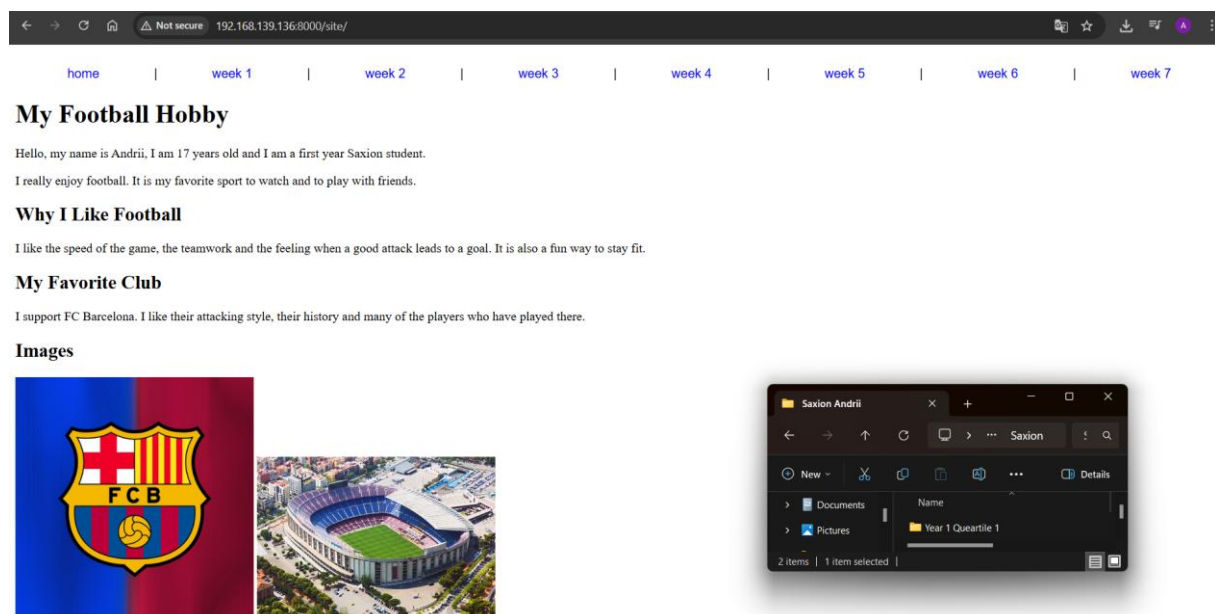 Not secure 192.168.139.136:8000/site/ A
home | week 1 | week 2 | week 3 | week 4 | week 5 | week 6 | week 7
My Football Hobby
Hello, my name is Andrii, I am 17 years old and I am a first year Saxion student.
I really enjoy football. It is my favorite sport to watch and to play with friends.
Why I Like Football
I like the speed of the game, the teamwork and the feeling when a good attack leads to a goal. It is also a fun way to stay fit.
My Favorite Club
I support FC Barcelona. I like their attacking style, their history and many of the players who have played there.
Images
FCB
Saxion Andrii
Saxion
New
Details
Documents
Name
Pictures
Year 1 Queartile 1
2 items | 1 item selected |